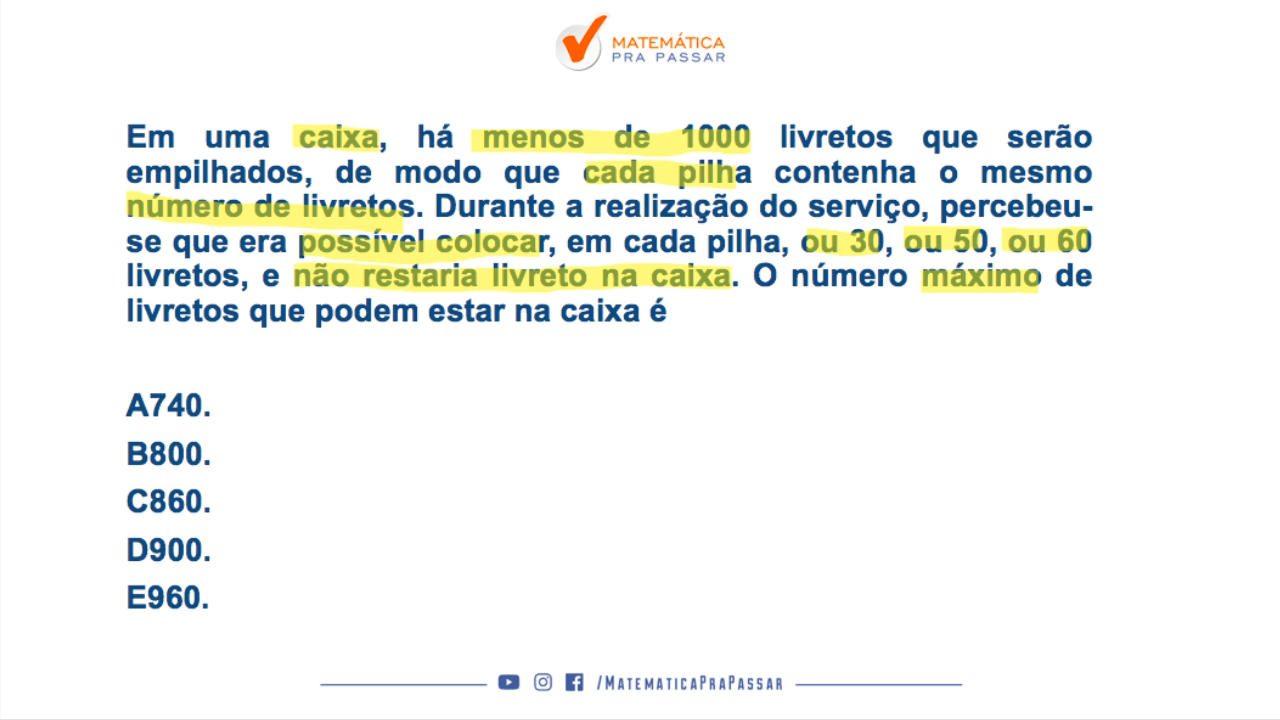 MATEMÁTICA
PRA PASSAR
Em uma caixa, há menos de 1000 livretos que serão
empilhados, de modo que cada pilha contenha o mesmo
número de livretos. Durante a realização do serviço, percebeu-
se que era possível colocar, em cada pilha, ou 30, ou 50, ou 60
livretos, e não restaria livreto na caixa. O número máximo de
livretos que podem estar na caixa é
A740.
B800.
C860.
D900.
E960.
/MATEMATICAPRAPASSAR